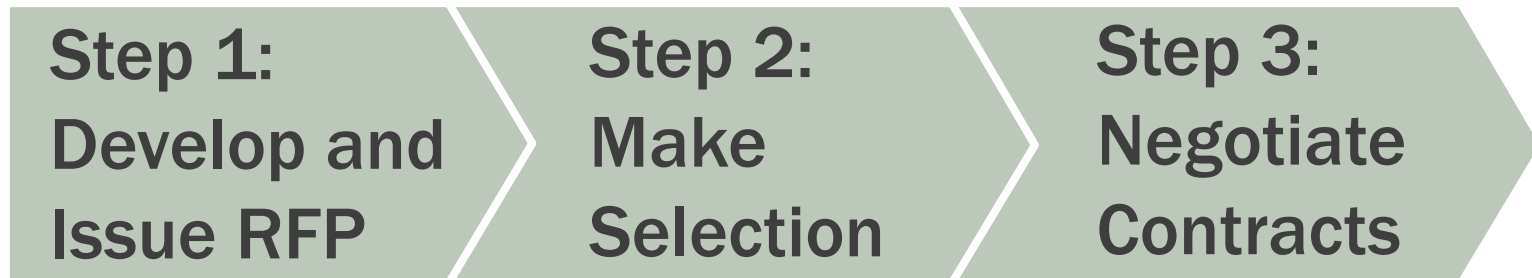 Step 1:
Develop and
Issue RFP
Step 2:
Make
Selection
Step 3:
Negotiate
Contracts